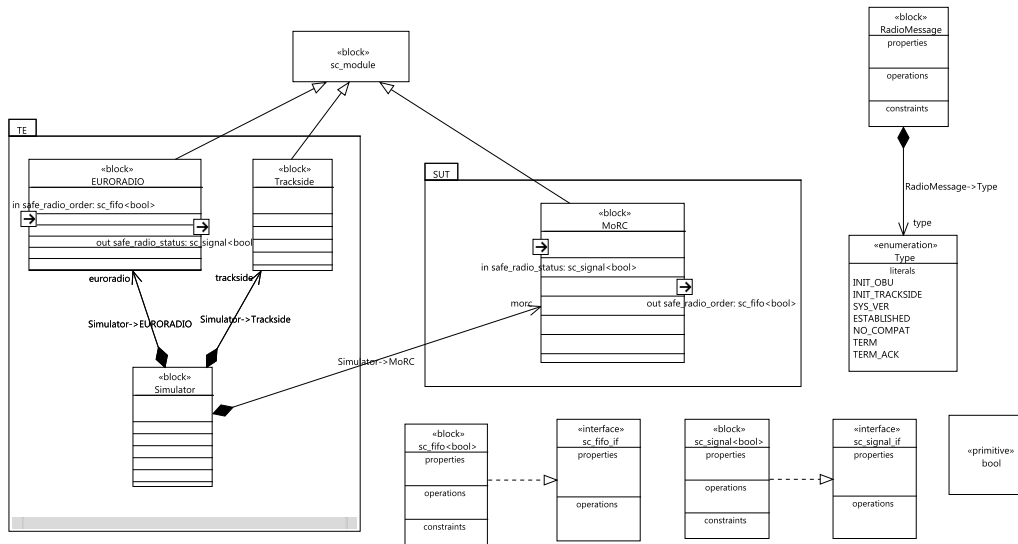 «block»
sc_module
«block»
RadioMessage
properties
operations
constraints
RadioMessage->Type
type
«enumeration»
Type
literals
INIT_OBU
INIT_TRACKSIDE
SYS_VER
ESTABLISHED
NO_COMPAT
TERM
TERM_ACK
TE
«block»
EURORADIO
in safe_radio_order: sc_fifo<bool>
out safe_radio_status: sc_signal<bool
euroradio
«block»
Trackside
trackside
Simulator->EURORADIO
Simulator->Trackside
«block»
Simulator
Simulator->MoRC
SUT
«block»
MoRC
in safe_radio_status: sc_signal<bool>
out safe_radio_order: sc_fifo<bool>
morc
«block»
sc_fifo<bool>
properties
operations
constraints
«interface»
sc_fifo_if
properties
operations
«block»
sc_signal<bool>
properties
operations
constraints
«interface»
sc_signal_if
properties
operations
«primitive»
bool